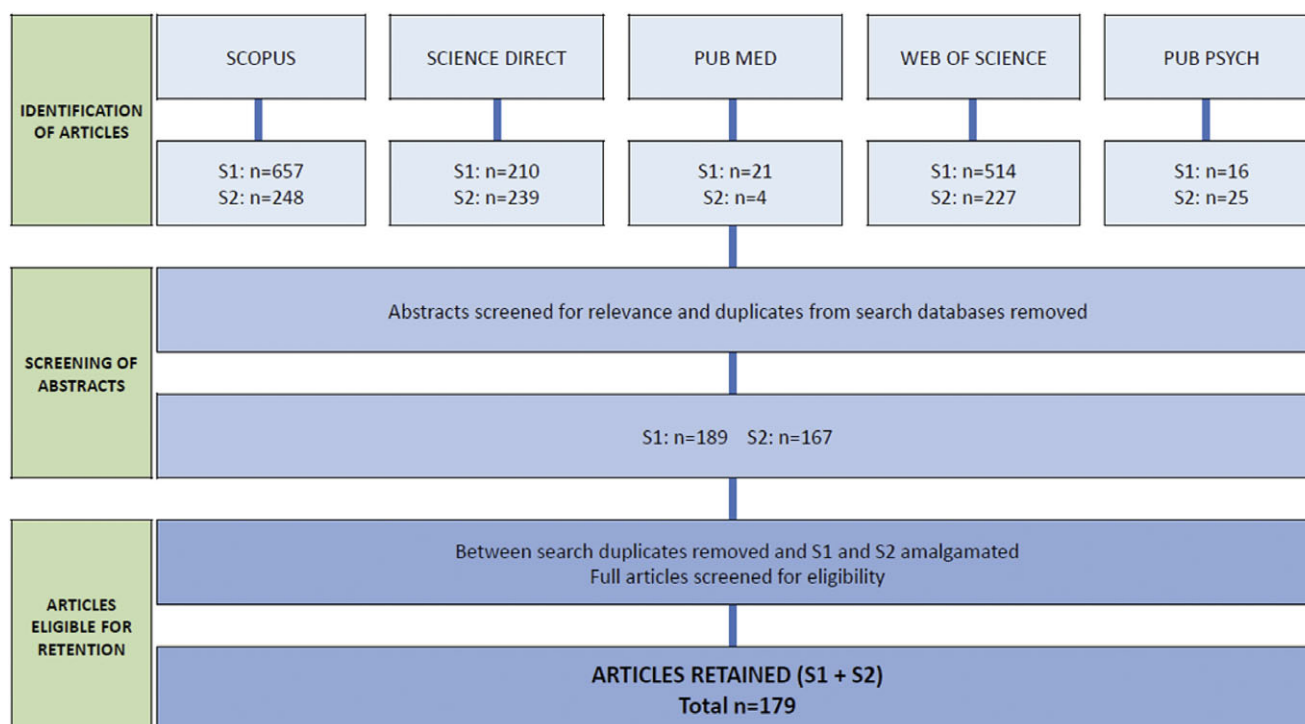 IDENTIFICATION
OF ARTICLES
SCOPUS
SCIENCE DIRECT
PUB MED
WEB OF SCIENCE
PUB PSYCH
S1: n=657
S2: n=248
S1: n=210
S2: n=239
S1: n=21
S2: n=4
S1: n=514
S2: n=227
S1: n=16
S2: n=25
SCREENING OF
ABSTRACTS
Abstracts screened for relevance and duplicates from search databases removed
S1: n=189 S2: n=167
ARTICLES
ELIGIBLE FOR
RETENTION
Between search duplicates removed and S1 and S2 amalgamated
Full articles screened for eligibility
ARTICLES RETAINED (S1 + S2)
Total n=179